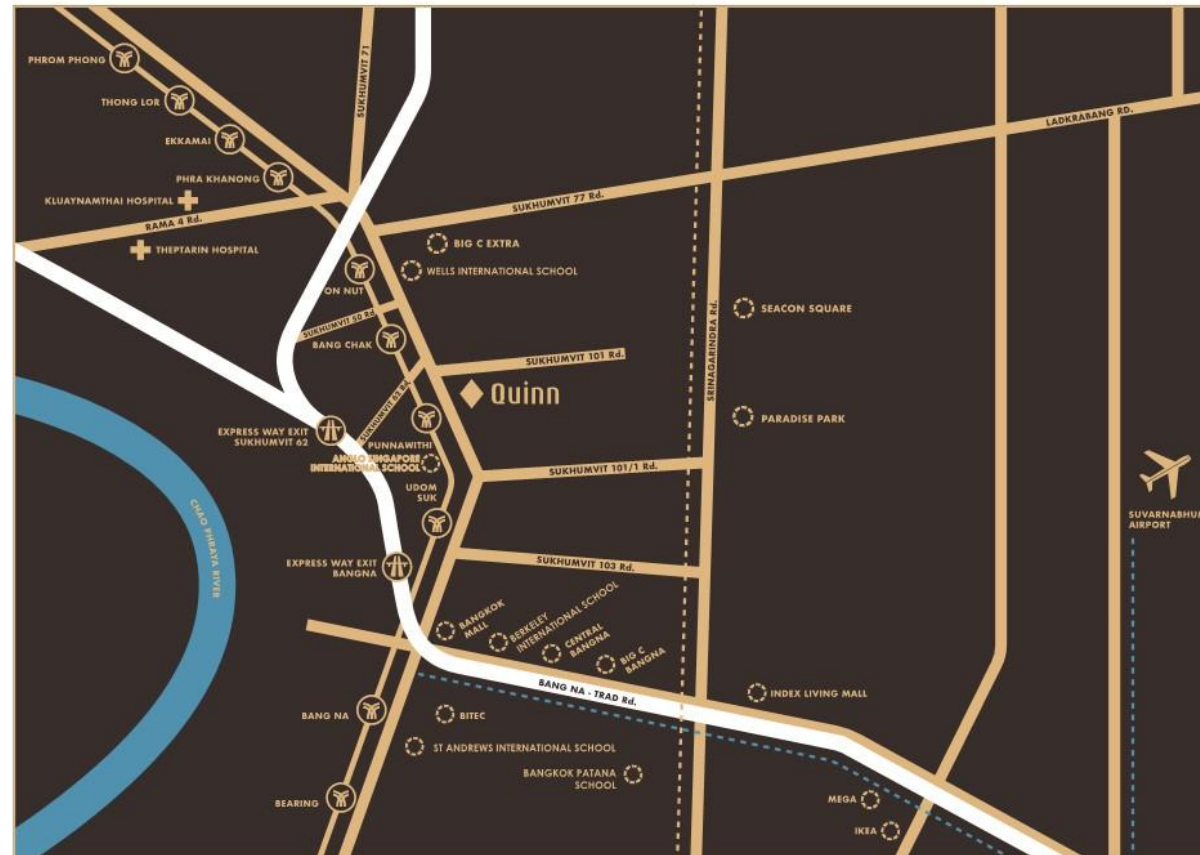 SUKHUMVIT 71
PHROM PHONG
THONG LOR
EKKAMAI
PHRA KHANONG
KLUAYNAMTHAI HOSPITAL
RAMA 4 Rd.
THEPTARIN HOSPITAL
LADKRABANG RD.
SUKHUMVIT 77 Rd.
BIG C EXTRA
WELLS INTERNATIONAL SCHOOL
ON NUT
SUKHUMVIT 50 Rd
BANG CHAK
SEACON SQUARE
SRINAGARINDRA Rd.
SUKHUMVIT 101 Rd.
Quinn
SUKHUMVIT 62 Rd
PARADISE PARK
EXPRESS WAY EXIT
SUKHUMVIT 62
PUNNAWITHI
ANGLO SINGAPORE
INTERNATIONAL SCHOOL
SUKHUMVIT 101/1 Rd.
UDOM
SUK
CHAO PHRAYA RIVER
SUVARNABHUM
AIRPORT
EXPRESS WAY EXIT
BANGNA
SUKHUMVIT 103 Rd.
BANGKOK
MALL
BERKELEY
INTERNATIONAL SCHOOL
CENTRAL
BANGNA
BIG C
BANGNA
BANG NA - TRAD Rd.
INDEX LIVING MALL
BANG NA
BITEC
ST ANDREWS INTERNATIONAL SCHOOL
BANGKOK PATANA
SCHOOL
BEARING
MEGA
IKEA